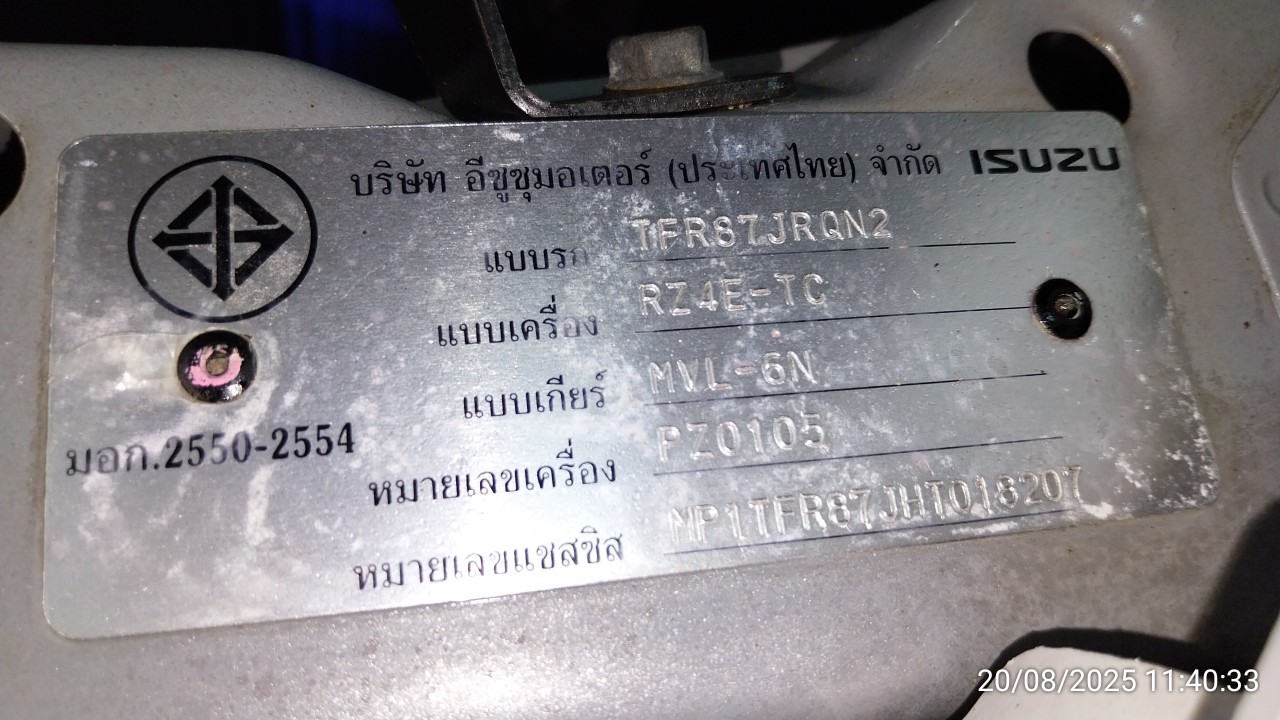 บริษัท อีซูซุมอเตอร์ (ประเทศไทย) จำกัด ISUZU
แบบรถ TFR87JRQN2
แบบเครื่อง RZ4E-TC
แบบเกียร์ MVL-6N
หมายเลขเครื่อง PZ0105
หมายเลขแชสซิส MP1TFR87JHT018207
มอก.2550-2554
20/08/2025 11:40:33